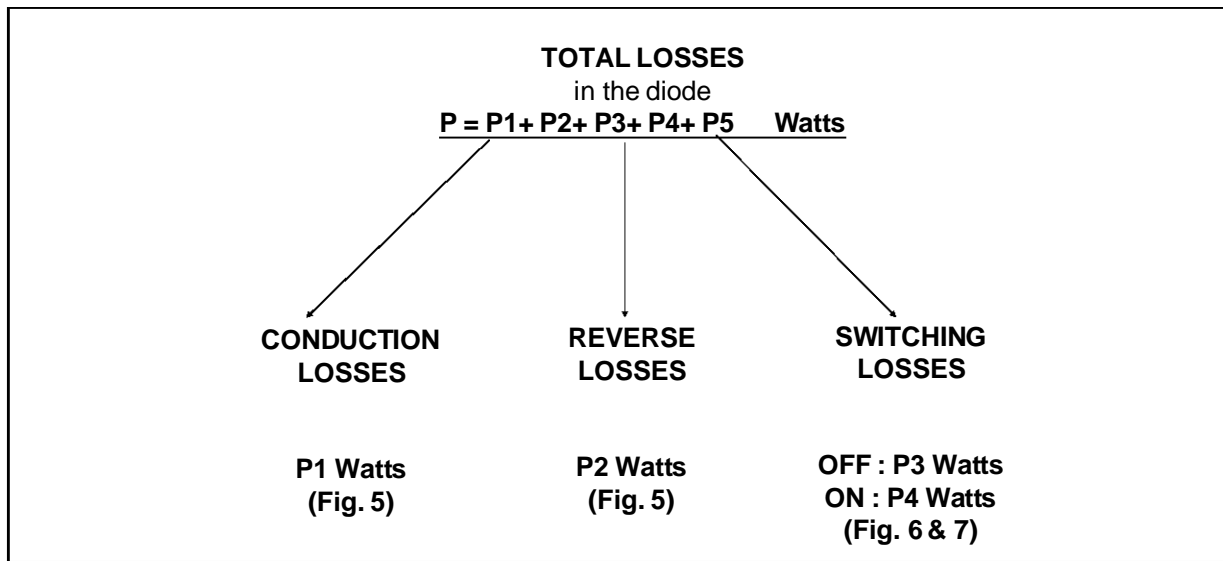 TOTAL LOSSES
in the diode
P = P1+ P2+ P3+ P4+ P5 Watts
CONDUCTION
LOSSES
P1 Watts
(Fig. 5)
REVERSE
LOSSES
P2 Watts
(Fig. 5)
SWITCHING
LOSSES
OFF : P3 Watts
ON : P4 Watts
(Fig. 6 & 7)